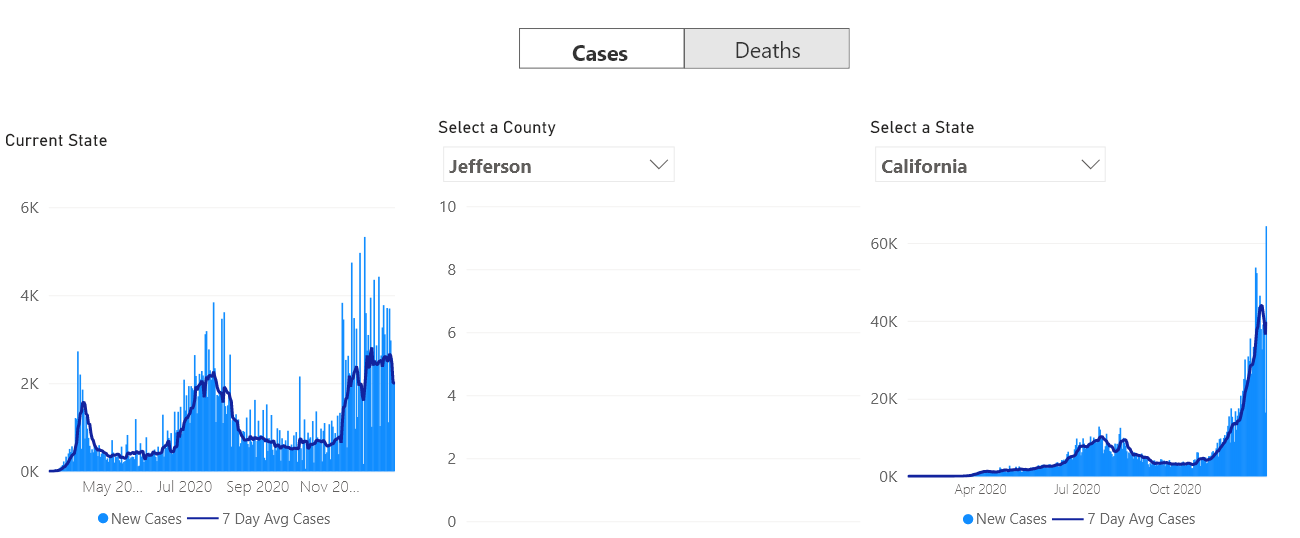 Cases Deaths
Current State
Select a County
Select a State
Jefferson
California
6K
4K
2K
0K
May 20... Jul 2020 Sep 2020 Nov 20...
New Cases 7 Day Avg Cases
10
8
6
4
2
0
60K
40K
20K
0K
Apr 2020 Jul 2020 Oct 2020
New Cases 7 Day Avg Cases